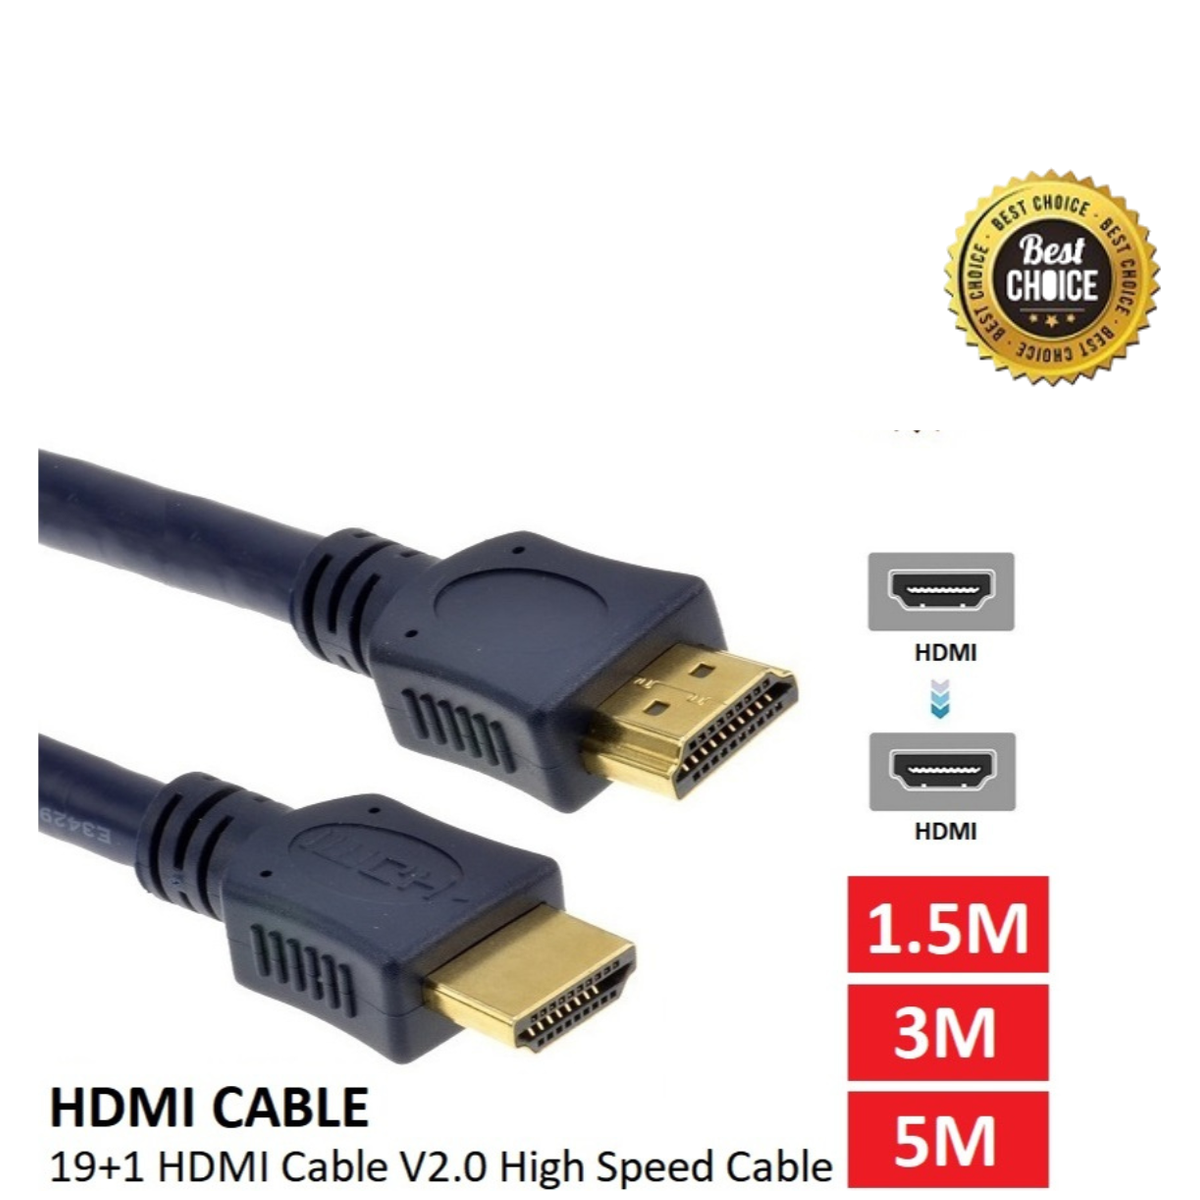 BEST CHOICE · BEST CHOICE · BEST CHOICE · BEST CHOICE ·
Best
CHOICE
HDMI
HDMI
E3429
1.5M
3M
5M
HDMI CABLE
19+1 HDMI Cable V2.0 High Speed Cable